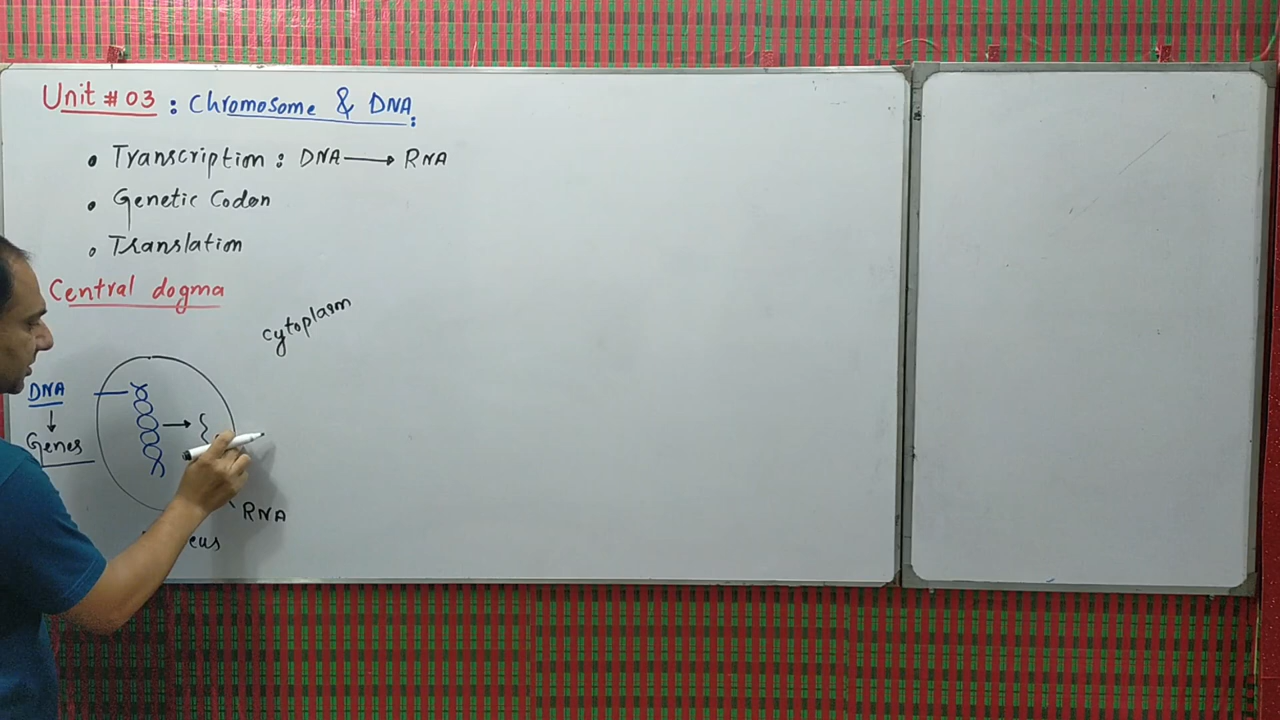 Unit # 03 : Chromosome & DNA :
• Transcription : DNA → RNA
• Genetic Codon
• Translation
Central dogma
cytoplasm
DNA
↓
Genes
RNA